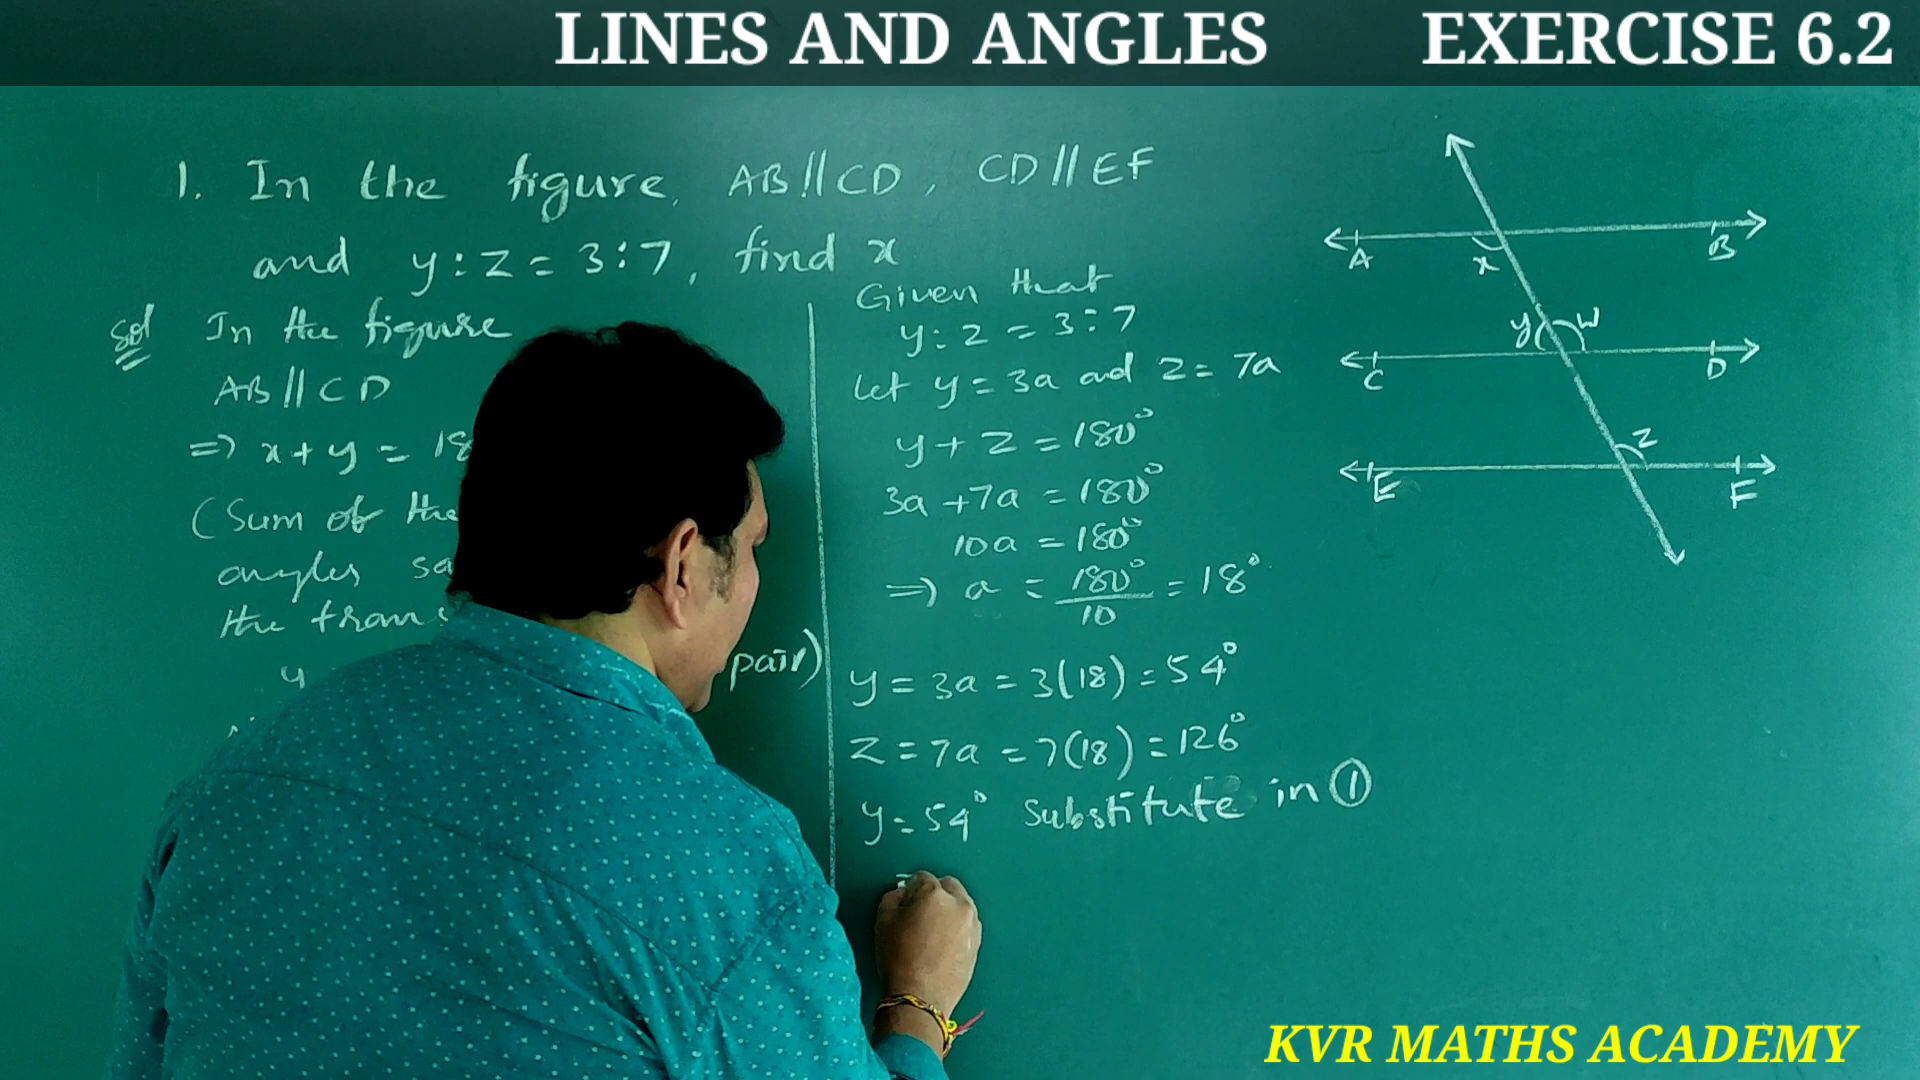 LINES AND ANGLES EXERCISE 6.2
1. In the figure, AB//CD, CD//EF
and y:z = 3:7, find x
Sol In the figure
AB//CD
=> x+y = 18
(Sum of the
angles sa
the trans
y
pair)
Given that
y:z = 3:7
Let y = 3a and z = 7a
y + z = 180°
3a + 7a = 180°
10a = 180°
=> a = 180°/10 = 18°
y = 3a = 3(18) = 54°
z = 7a = 7(18) = 126°
y = 54° Substitute in ①
A B
x
y w
C D
z
E F
KVR MATHS ACADEMY